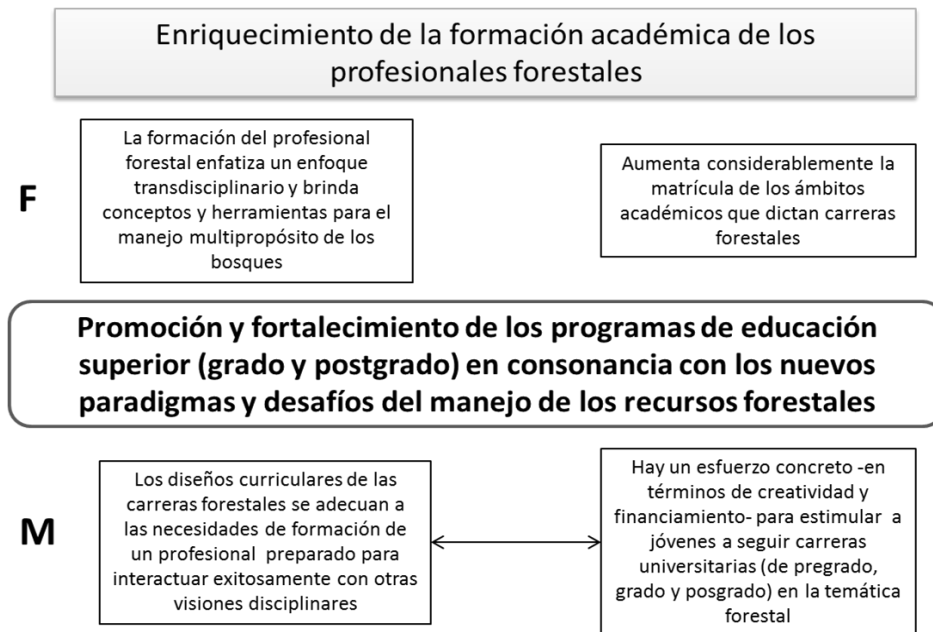 Enriquecimiento de la formación académica de los
profesionales forestales
F
La formación del profesional
forestal enfatiza un enfoque
transdisciplinario y brinda
conceptos y herramientas para el
manejo multipropósito de los
bosques
Aumenta considerablemente la
matrícula de los ámbitos
académicos que dictan carreras
forestales
Promoción y fortalecimiento de los programas de educación
superior (grado y postgrado) en consonancia con los nuevos
paradigmas y desafíos del manejo de los recursos forestales
M
Los diseños curriculares de las
carreras forestales se adecuan a
las necesidades de formación de
un profesional preparado para
interactuar exitosamente con otras
visiones disciplinares
Hay un esfuerzo concreto -en
términos de creatividad y
financiamiento- para estimular a
jóvenes a seguir carreras
universitarias (de pregrado,
grado y posgrado) en la temática
forestal